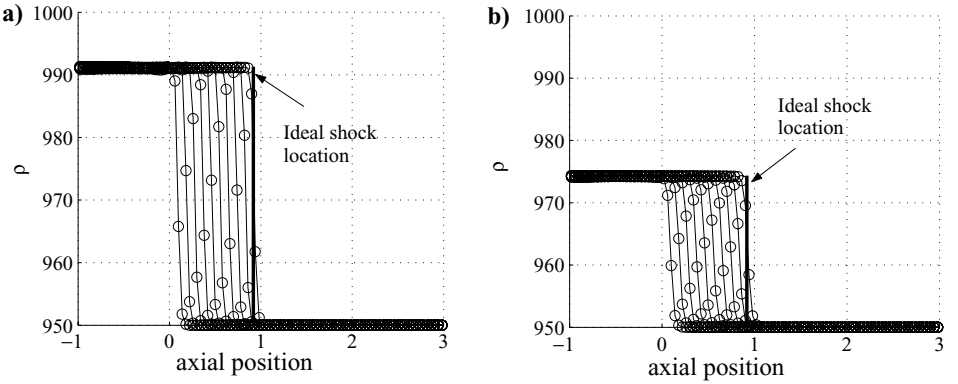 a)
1000
990
980
970
960
950
ρ
Ideal shock
location
−1
0
1
2
3
axial position
b)
1000
990
980
970
960
950
ρ
Ideal shock
location
−1
0
1
2
3
axial position